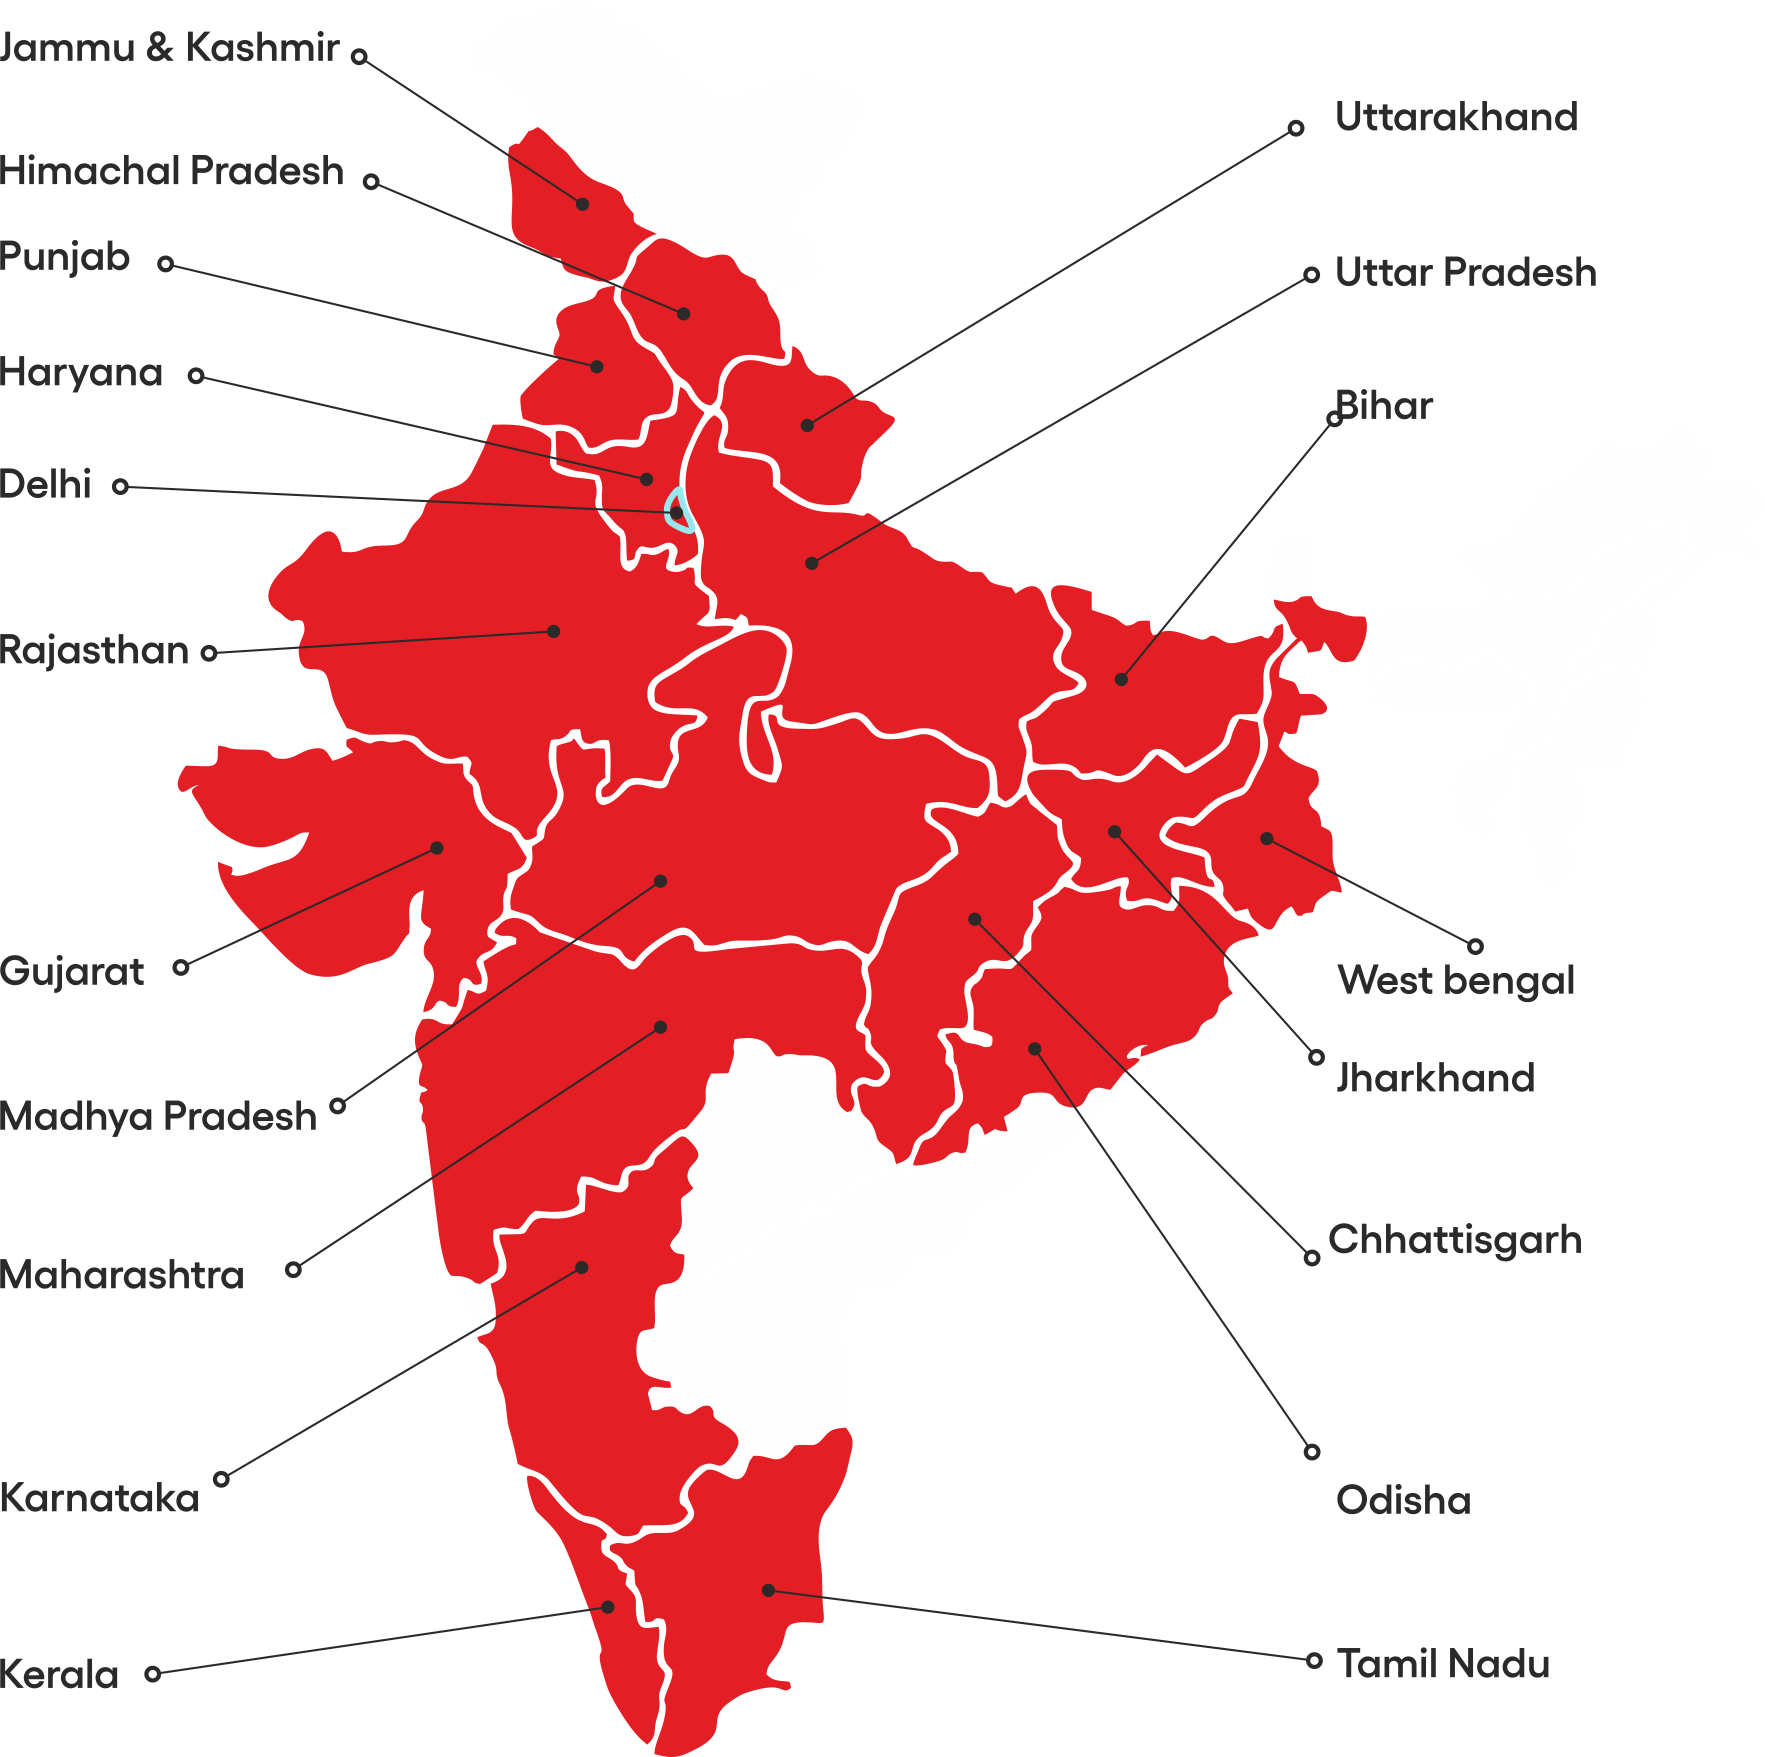 Jammu & Kashmir
Himachal Pradesh
Punjab
Haryana
Delhi
Rajasthan
Gujarat
Madhya Pradesh
Maharashtra
Karnataka
Kerala
Uttarakhand
Uttar Pradesh
Bihar
West bengal
Jharkhand
Chhattisgarh
Odisha
Tamil Nadu